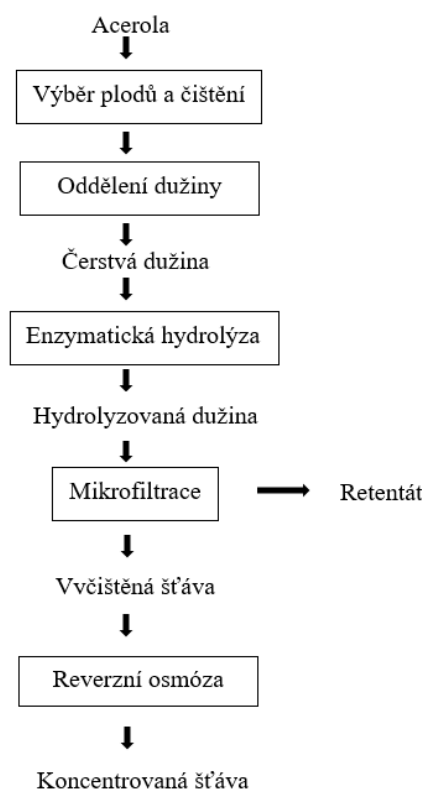 Acerola
Výběr plodů a čištění
Oddělení dužiny
Čerstvá dužina
Enzymatická hydrolýza
Hydrolyzovaná dužina
Mikrofiltrace
Retentát
Vvčištěná šťáva
Reverzní osmóza
Koncentrovaná šťáva